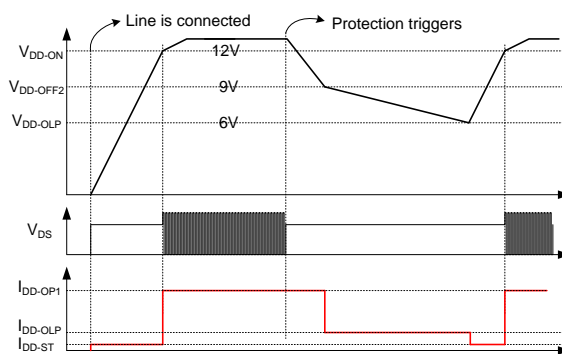 Line is connected
Protection triggers
VDD-ON
12V
VDD-OFF2
9V
VDD-OLP
6V
VDS
IDD-OP1
IDD-OLP
IDD-ST